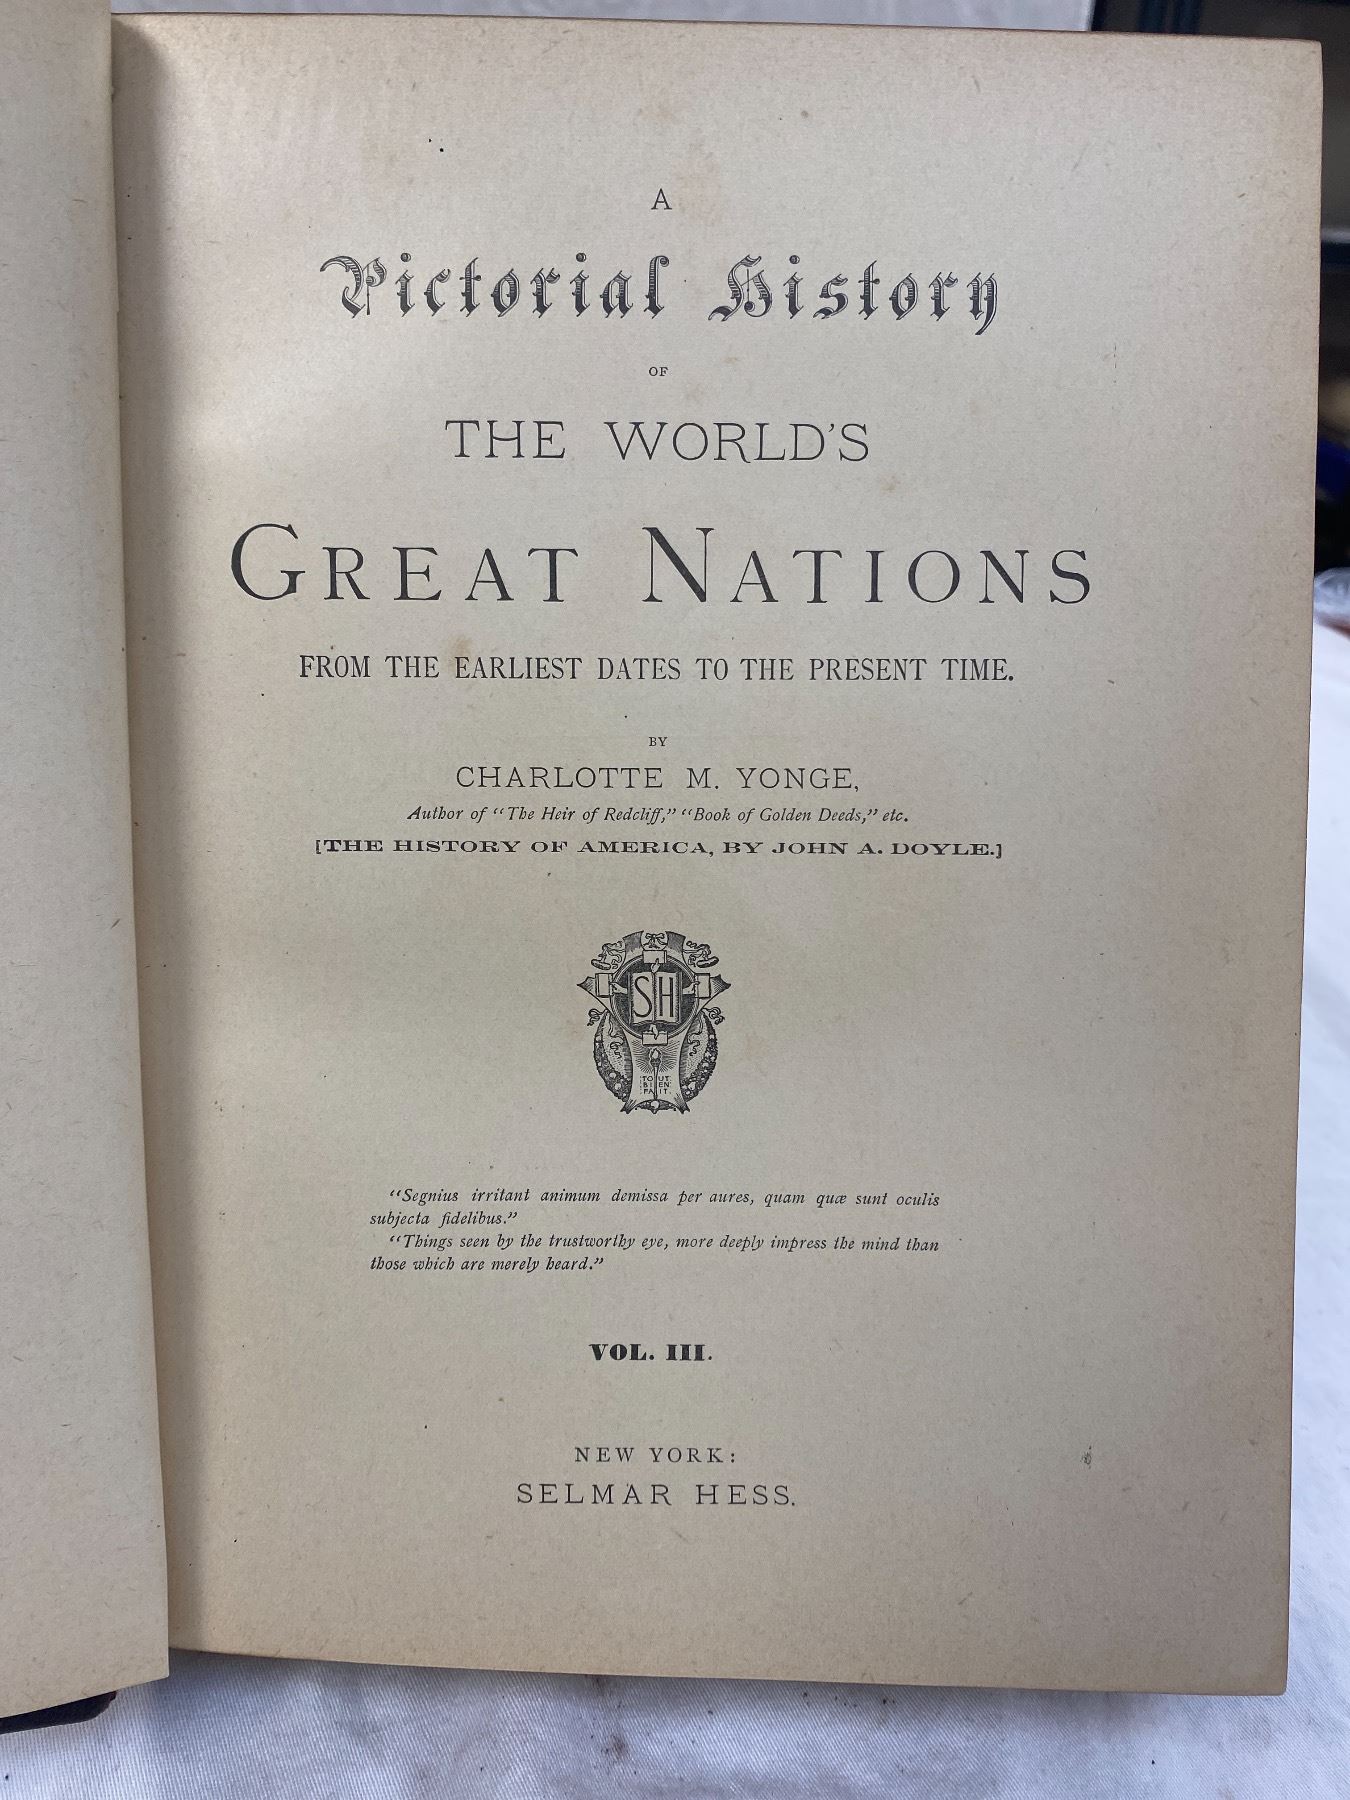 A
Pictorial History
OF
THE WORLD'S
GREAT NATIONS
FROM THE EARLIEST DATES TO THE PRESENT TIME.
BY
CHARLOTTE M. YONGE,
Author of “The Heir of Redcliff,” “Book of Golden Deeds,” etc.
[THE HISTORY OF AMERICA, BY JOHN A. DOYLE.]
SH
TOUT
BIEN
FAIT.
“Segnius irritant animum demissa per aures, quam quæ sunt oculis
subjecta fidelibus.”
“Things seen by the trustworthy eye, more deeply impress the mind than
those which are merely heard.”
VOL. III.
NEW YORK:
SELMAR HESS.